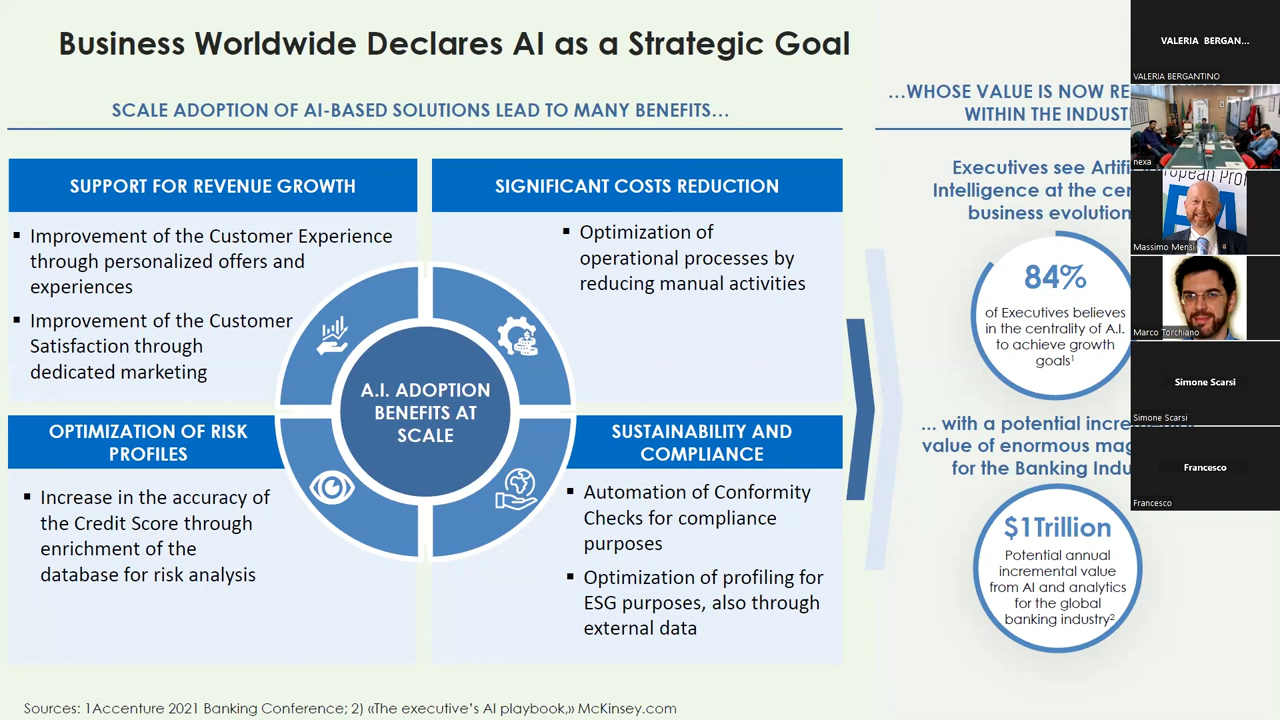 Business Worldwide Declares AI as a Strategic Goal
SCALE ADOPTION OF AI-BASED SOLUTIONS LEAD TO MANY BENEFITS…
…WHOSE VALUE IS NOW RE
WITHIN THE INDUST
SUPPORT FOR REVENUE GROWTH
▪ Improvement of the Customer Experience
through personalized offers and
experiences
▪ Improvement of the Customer
Satisfaction through
dedicated marketing
SIGNIFICANT COSTS REDUCTION
▪ Optimization of
operational processes by
reducing manual activities
A.I. ADOPTION
BENEFITS AT
SCALE
OPTIMIZATION OF RISK
PROFILES
▪ Increase in the accuracy of
the Credit Score through
enrichment of the
database for risk analysis
SUSTAINABILITY AND
COMPLIANCE
▪ Automation of Conformity
Checks for compliance
purposes
▪ Optimization of profiling for
ESG purposes, also through
external data
Executives see Artifi
Intelligence at the cen
business evolution
84%
of Executives believes
in the centrality of A.I.
to achieve growth
goals¹
... with a potential incre
value of enormous mag
for the Banking Indu
$1Trillion
Potential annual
incremental value
from AI and analytics
for the global
banking industry²
Sources: 1Accenture 2021 Banking Conference; 2) «The executive's AI playbook,» McKinsey.com
VALERIA BERGAN...
VALERIA BERGANTINO
nexa
ropean Prof
Massimo Mensi
Marco Torchiano
Simone Scarsi
Simone Scarsi
Francesco
Francesco